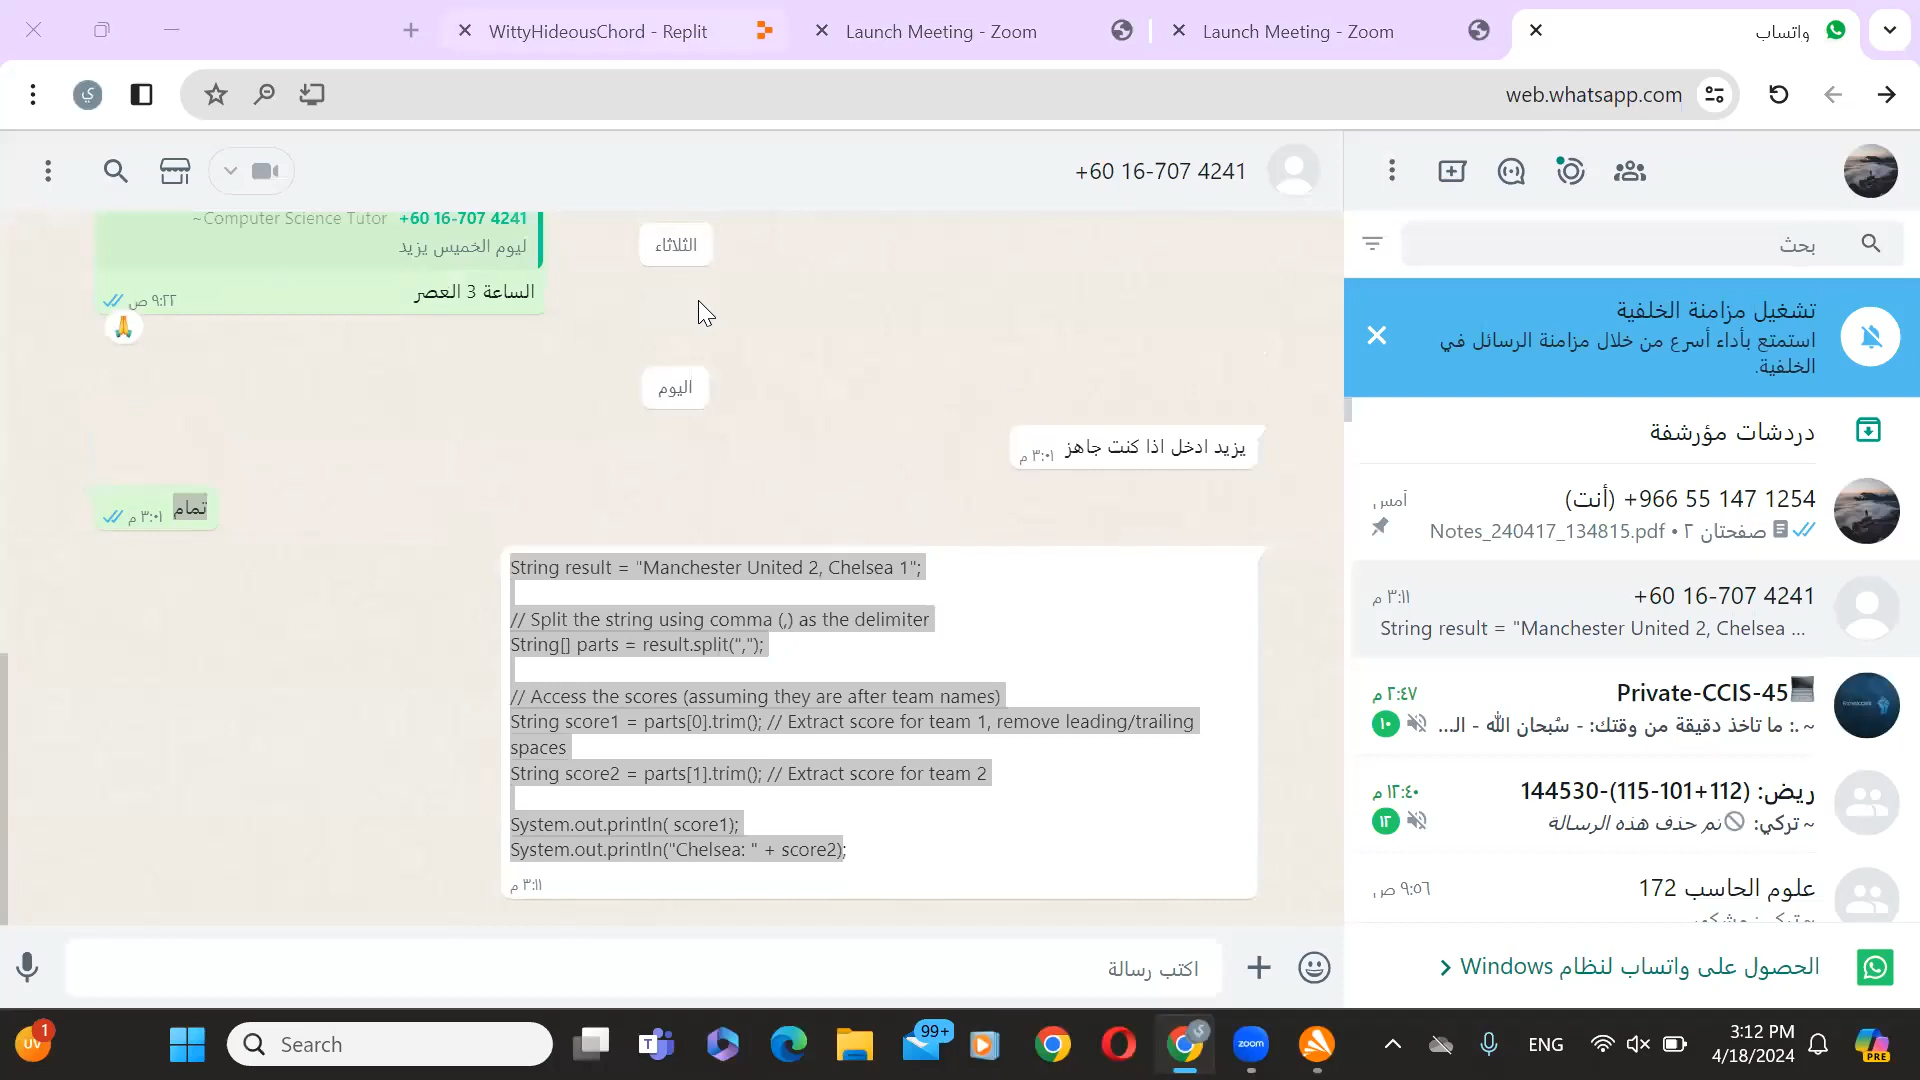 WittyHideousChord - Replit
Launch Meeting - Zoom
Launch Meeting - Zoom
واتساب
ي
web.whatsapp.com
+60 16-707 4241
~Computer Science Tutor +60 16-707 4241
ليوم الخميس يزيد
الساعة 3 العصر
٩:٢٢ ص
🙏
الثلاثاء
اليوم
يزيد ادخل اذا كنت جاهز
٣:٠١ م
تمام
٣:٠١ م
String result = "Manchester United 2, Chelsea 1";
// Split the string using comma (,) as the delimiter
String[] parts = result.split(",");
// Access the scores (assuming they are after team names)
String score1 = parts[0].trim(); // Extract score for team 1, remove leading/trailing
spaces
String score2 = parts[1].trim(); // Extract score for team 2
System.out.println( score1);
System.out.println("Chelsea: " + score2);
٣:١١ م
اكتب رسالة
بحث
تشغيل مزامنة الخلفية
استمتع بأداء أسرع من خلال مزامنة الرسائل في
الخلفية.
دردشات مؤرشفة
+966 55 147 1254 (أنت)
أمس
صفحتان ٢ • Notes_240417_134815.pdf
+60 16-707 4241
٣:١١ م
String result = "Manchester United 2, Chelsea ...
Private-CCIS-45
٢:٤٧ م
~ .: ما تاخذ دقيقة من وقتك: - سُبحان الله - الـ...
١٠
ريض: (112+101-115)-144530
١٢:٤٠ م
~ تركي: تم حذف هذه الرسالة
١٢
علوم الحاسب 172
٩:٥٦ ص
الحصول على واتساب لنظام Windows
UV
1
Search
99+
zoom
ENG
3:12 PM
4/18/2024
PRE